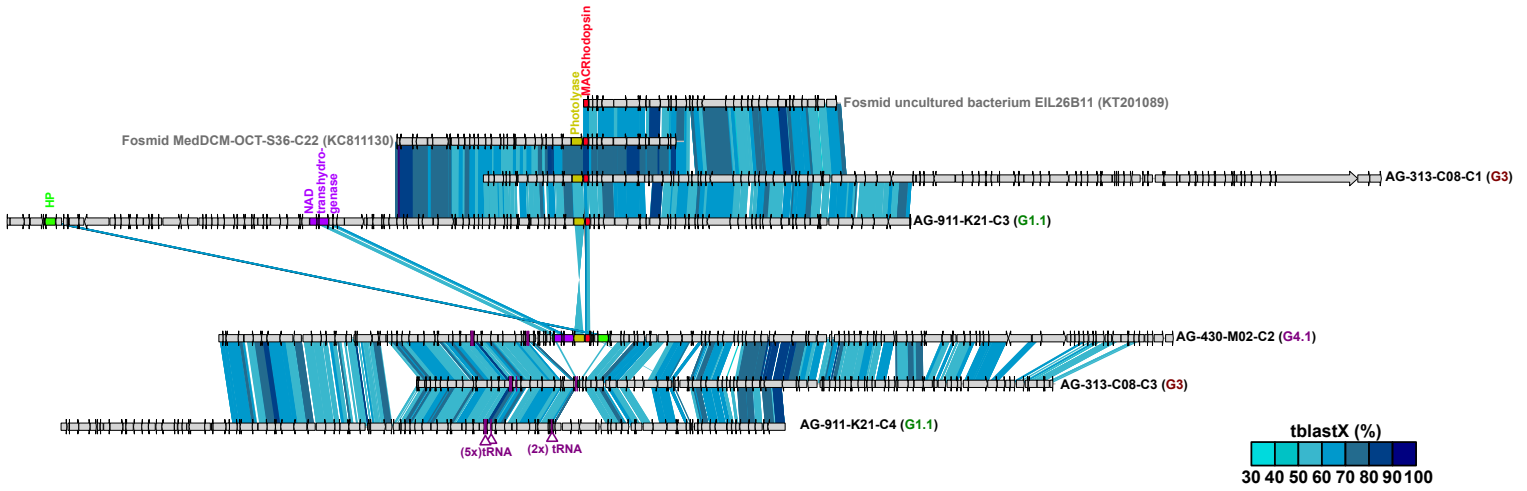 MACRhodopsin
Photolyase
Fosmid uncultured bacterium EIL26B11 (KT201089)
Fosmid MedDCM-OCT-S36-C22 (KC811130)
NAD
transhydro-
genase
HP
AG-313-C08-C1 (G3)
AG-911-K21-C3 (G1.1)
AG-430-M02-C2 (G4.1)
AG-313-C08-C3 (G3)
AG-911-K21-C4 (G1.1)
(5x)tRNA
(2x) tRNA
tblastX (%)
30 40 50 60 70 80 90 100